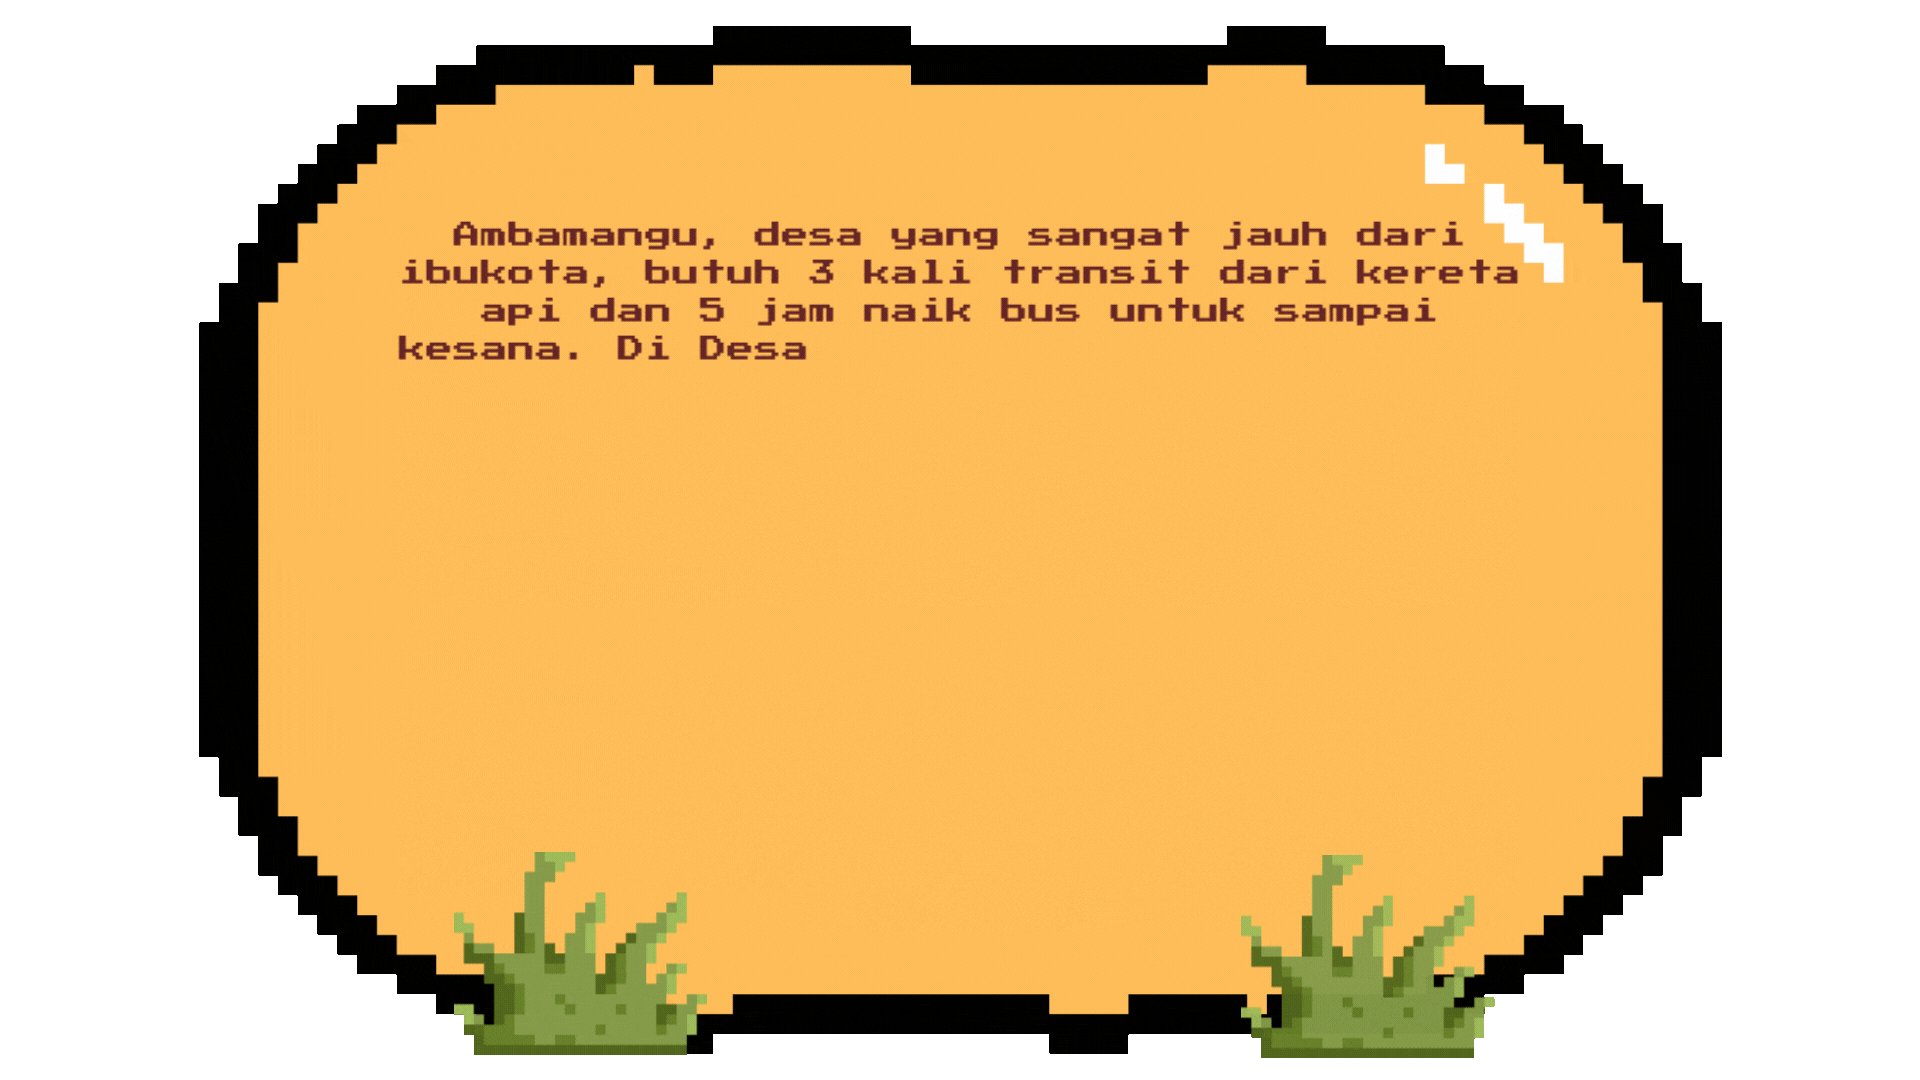 Ambamangu, desa yang sangat jauh dari
ibukota, butuh 3 kali transit dari kereta
api dan 5 jam naik bus untuk sampai
kesana. Di Desa